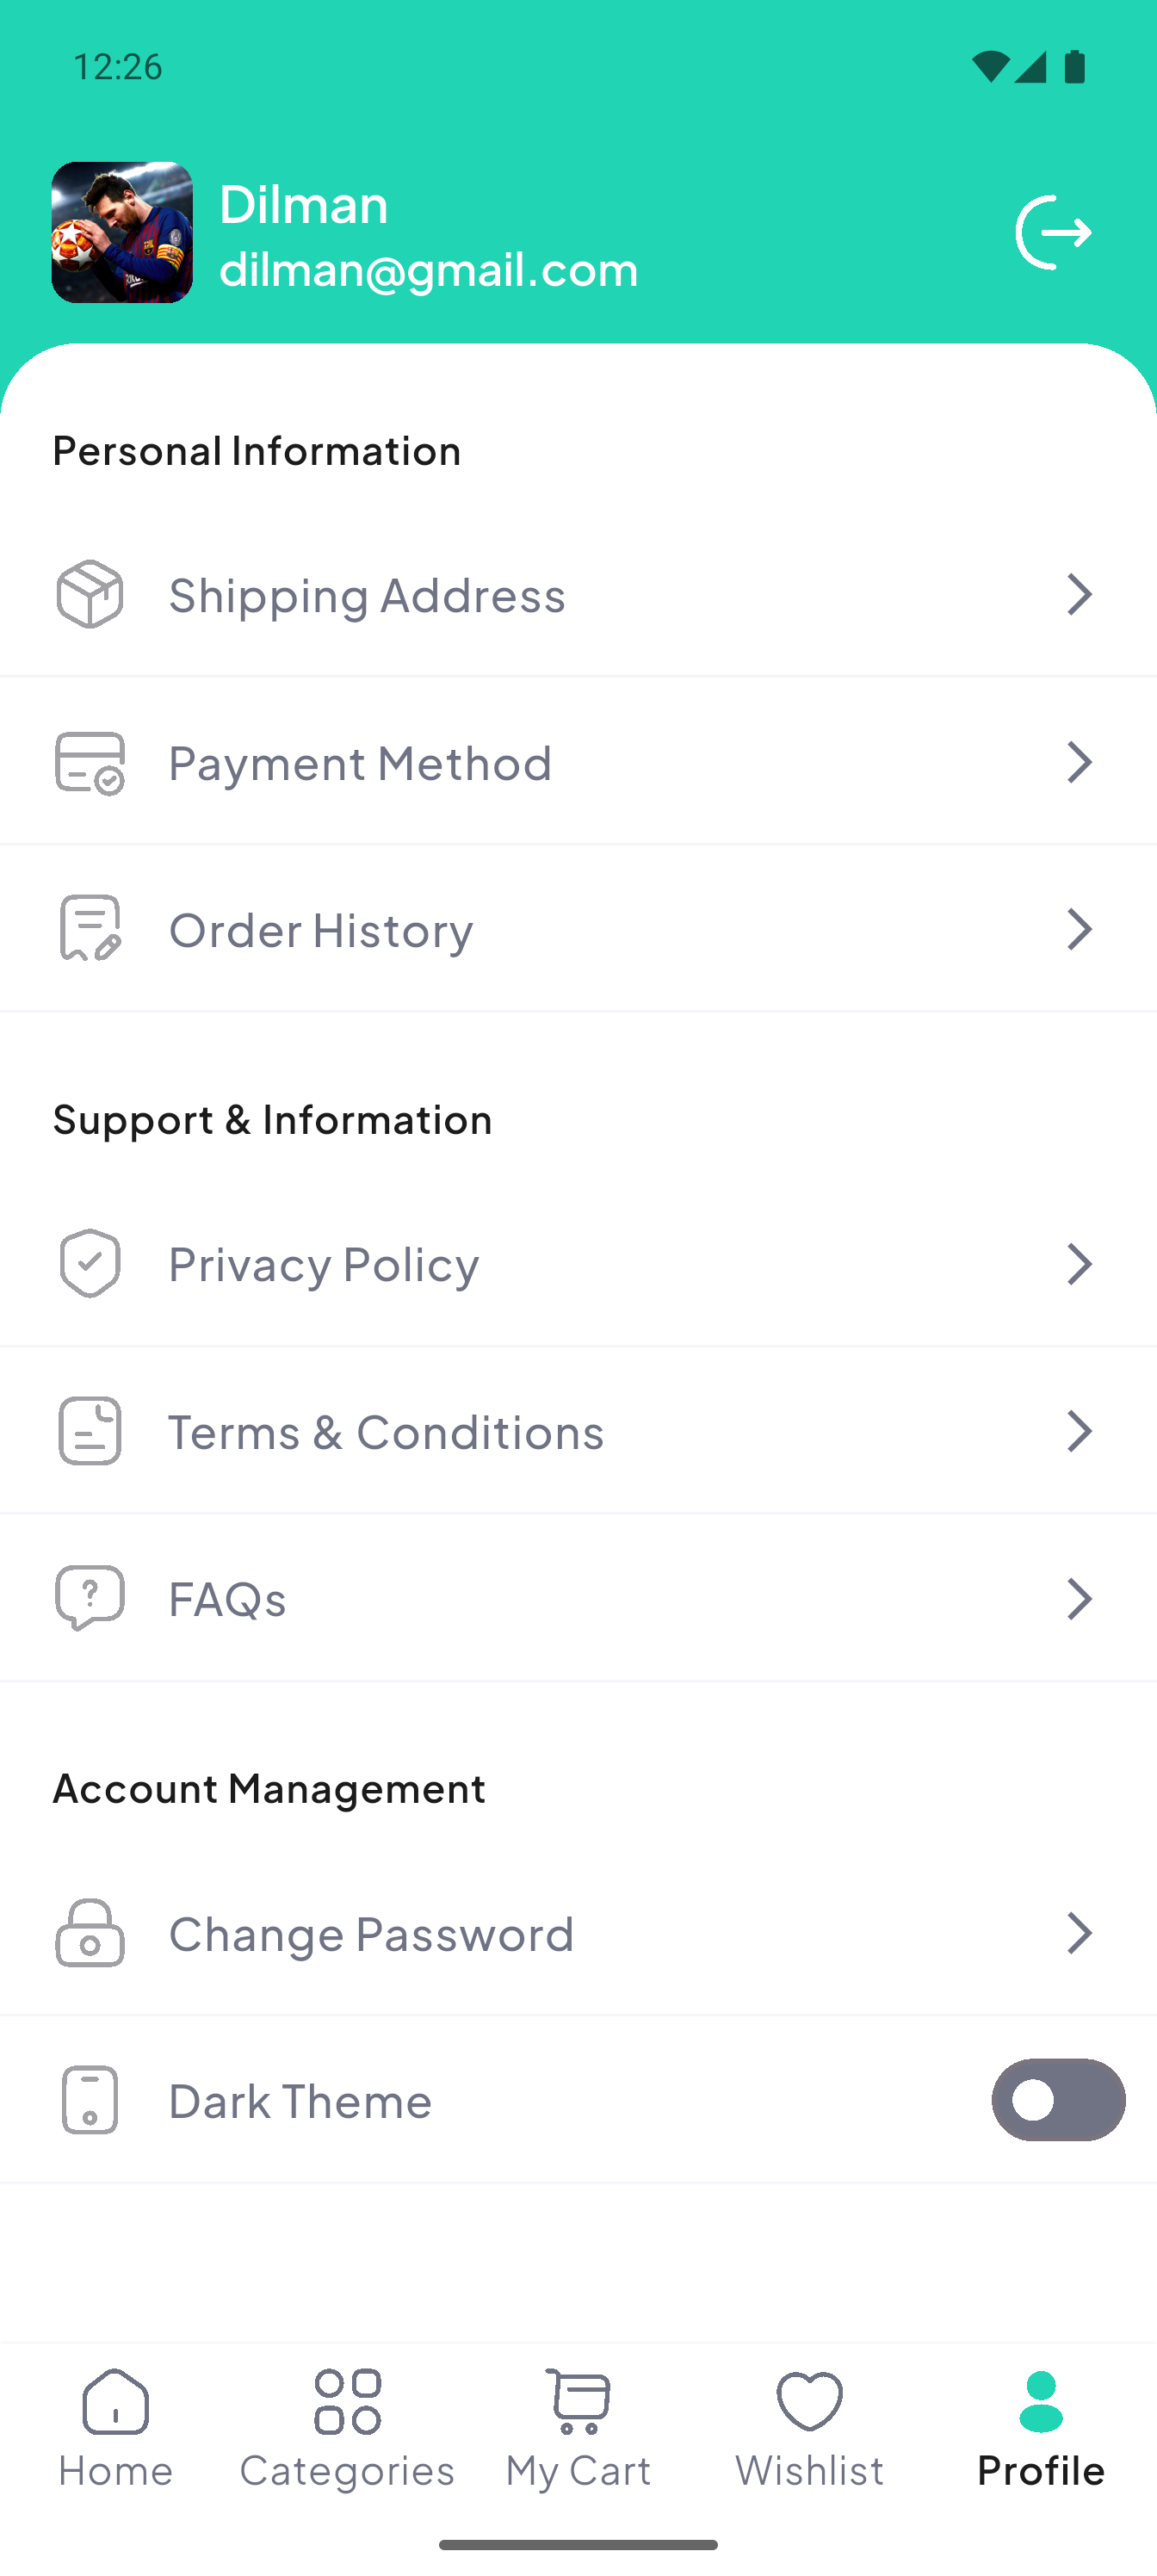 12:26
Dilman
dilman@gmail.com
Personal Information
Shipping Address
Payment Method
Order History
Support & Information
Privacy Policy
Terms & Conditions
FAQs
Account Management
Change Password
Dark Theme
Home Categories My Cart Wishlist Profile